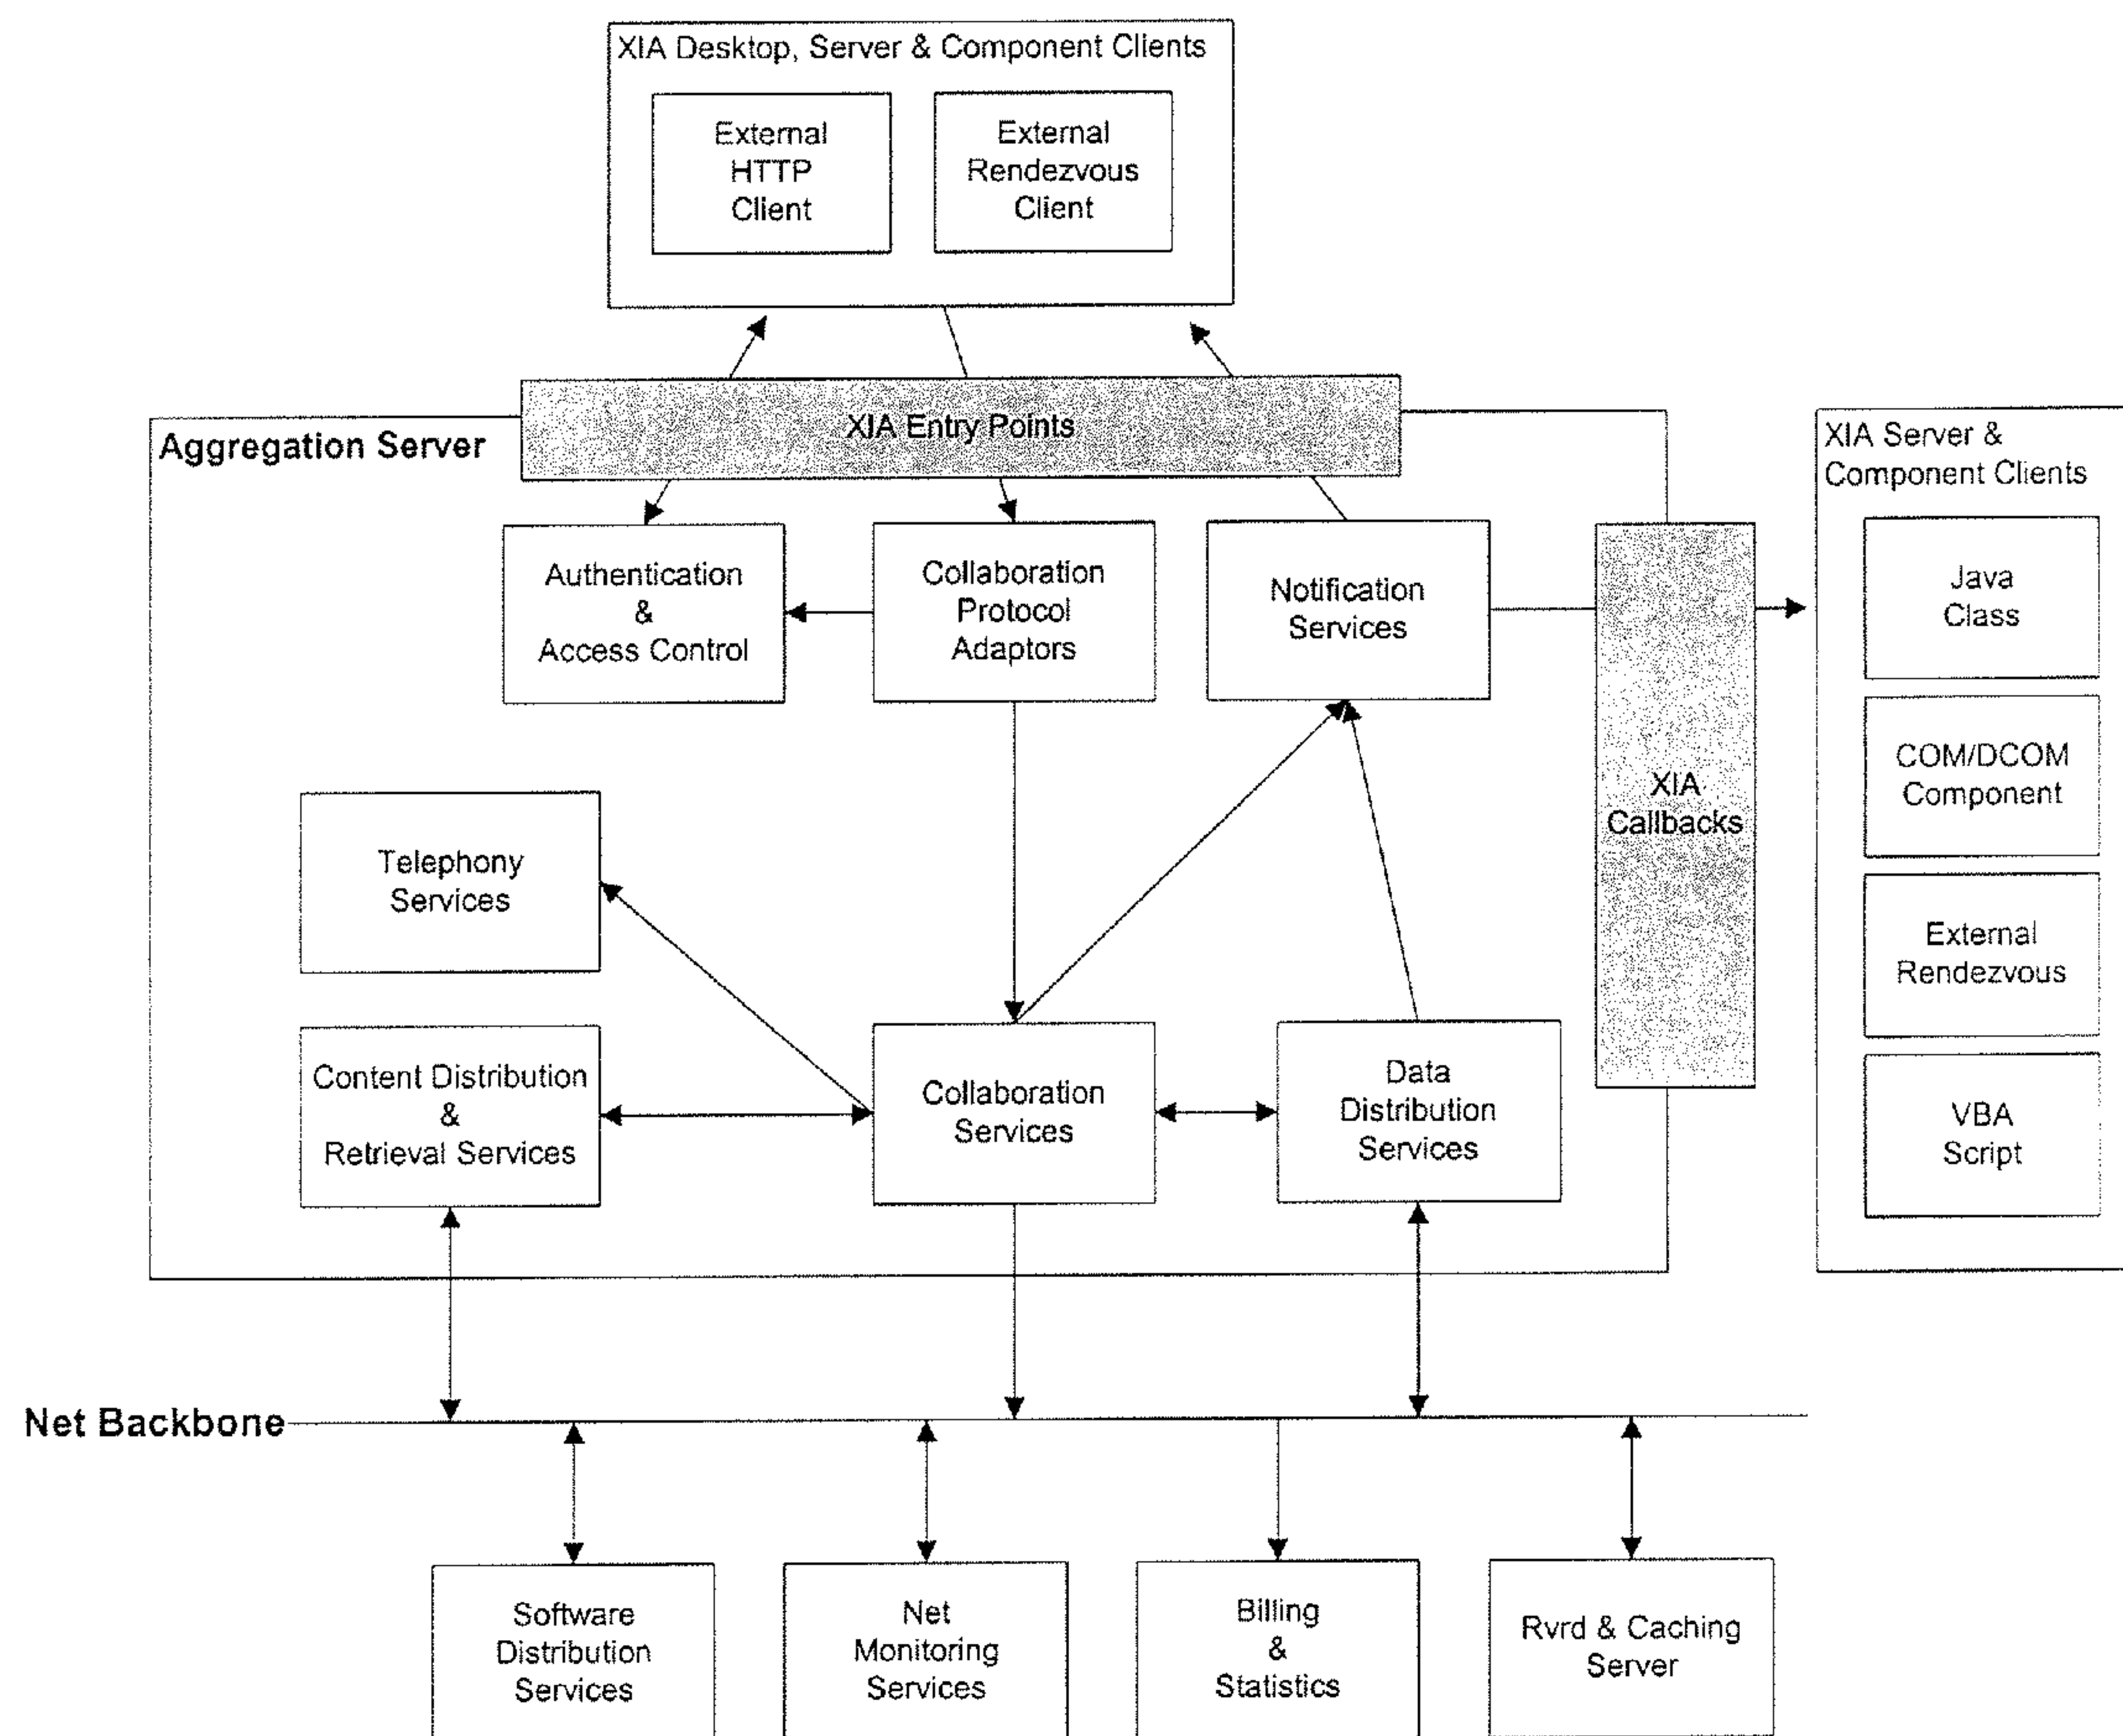 XIA Desktop, Server & Component Clients
External
HTTP
Client
External
Rendezvous
Client
XIA Entry Points
Aggregation Server
XIA Server &
Component Clients
Authentication
&
Access Control
Collaboration
Protocol
Adaptors
Notification
Services
Java
Class
COM/DCOM
Component
XIA
Callbacks
Telephony
Services
External
Rendezvous
Content Distribution
&
Retrieval Services
Collaboration
Services
Data
Distribution
Services
VBA
Script
Net Backbone
Software
Distribution
Services
Net
Monitoring
Services
Billing
&
Statistics
Rvrd & Caching
Server